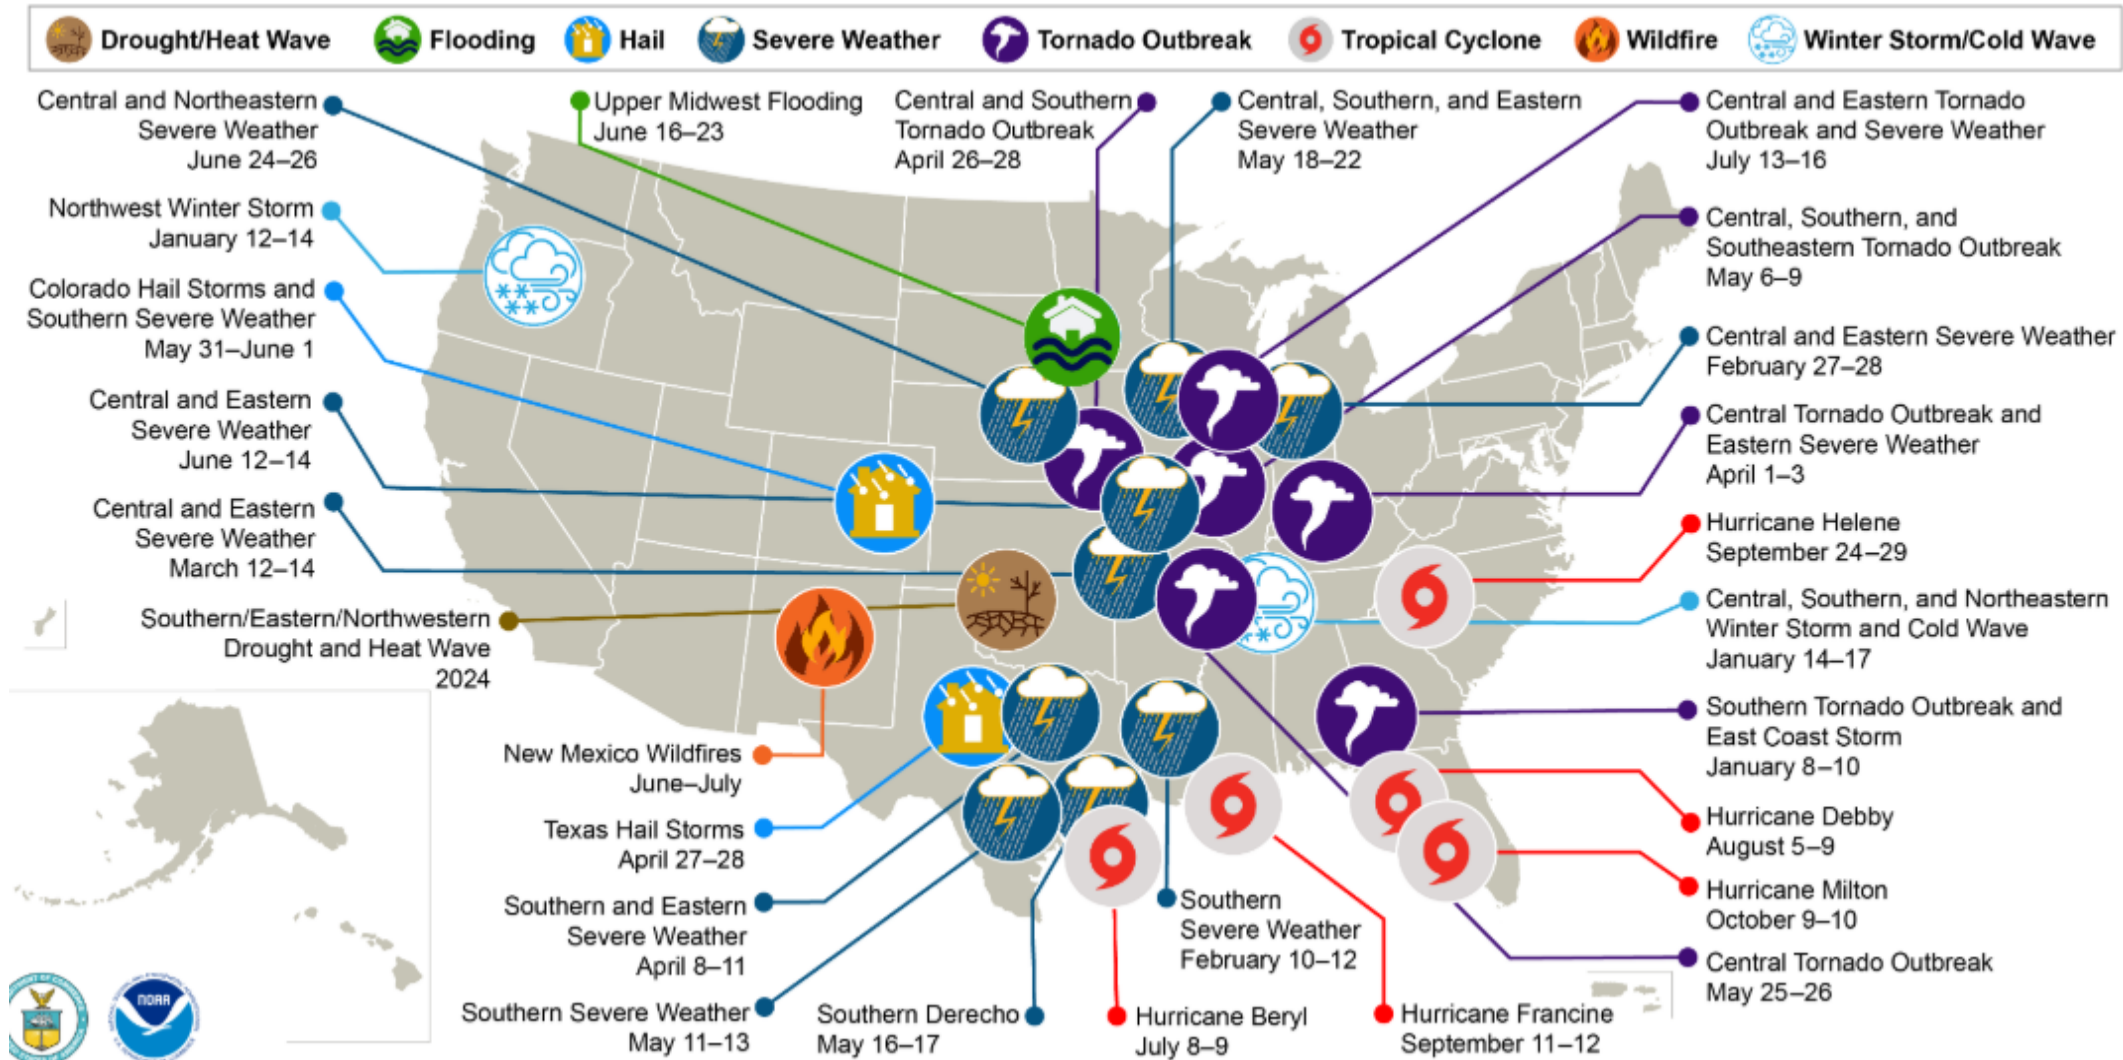 Drought/Heat Wave
Flooding
Hail
Severe Weather
Tornado Outbreak
Tropical Cyclone
Wildfire
Winter Storm/Cold Wave
Central and Northeastern
Severe Weather
June 24–26
Upper Midwest Flooding
June 16–23
Central and Southern
Tornado Outbreak
April 26–28
Central, Southern, and Eastern
Severe Weather
May 18–22
Central and Eastern Tornado
Outbreak and Severe Weather
July 13–16
Northwest Winter Storm
January 12–14
Central, Southern, and
Southeastern Tornado Outbreak
May 6–9
Colorado Hail Storms and
Southern Severe Weather
May 31–June 1
Central and Eastern Severe Weather
February 27–28
Central and Eastern
Severe Weather
June 12–14
Central Tornado Outbreak and
Eastern Severe Weather
April 1–3
Central and Eastern
Severe Weather
March 12–14
Hurricane Helene
September 24–29
Southern/Eastern/Northwestern
Drought and Heat Wave
2024
Central, Southern, and Northeastern
Winter Storm and Cold Wave
January 14–17
Southern Tornado Outbreak and
East Coast Storm
January 8–10
New Mexico Wildfires
June–July
Texas Hail Storms
April 27–28
Hurricane Debby
August 5–9
Southern and Eastern
Severe Weather
April 8–11
Southern
Severe Weather
February 10–12
Hurricane Milton
October 9–10
Central Tornado Outbreak
May 25–26
Southern Severe Weather
May 11–13
Southern Derecho
May 16–17
Hurricane Beryl
July 8–9
Hurricane Francine
September 11–12
NOAA